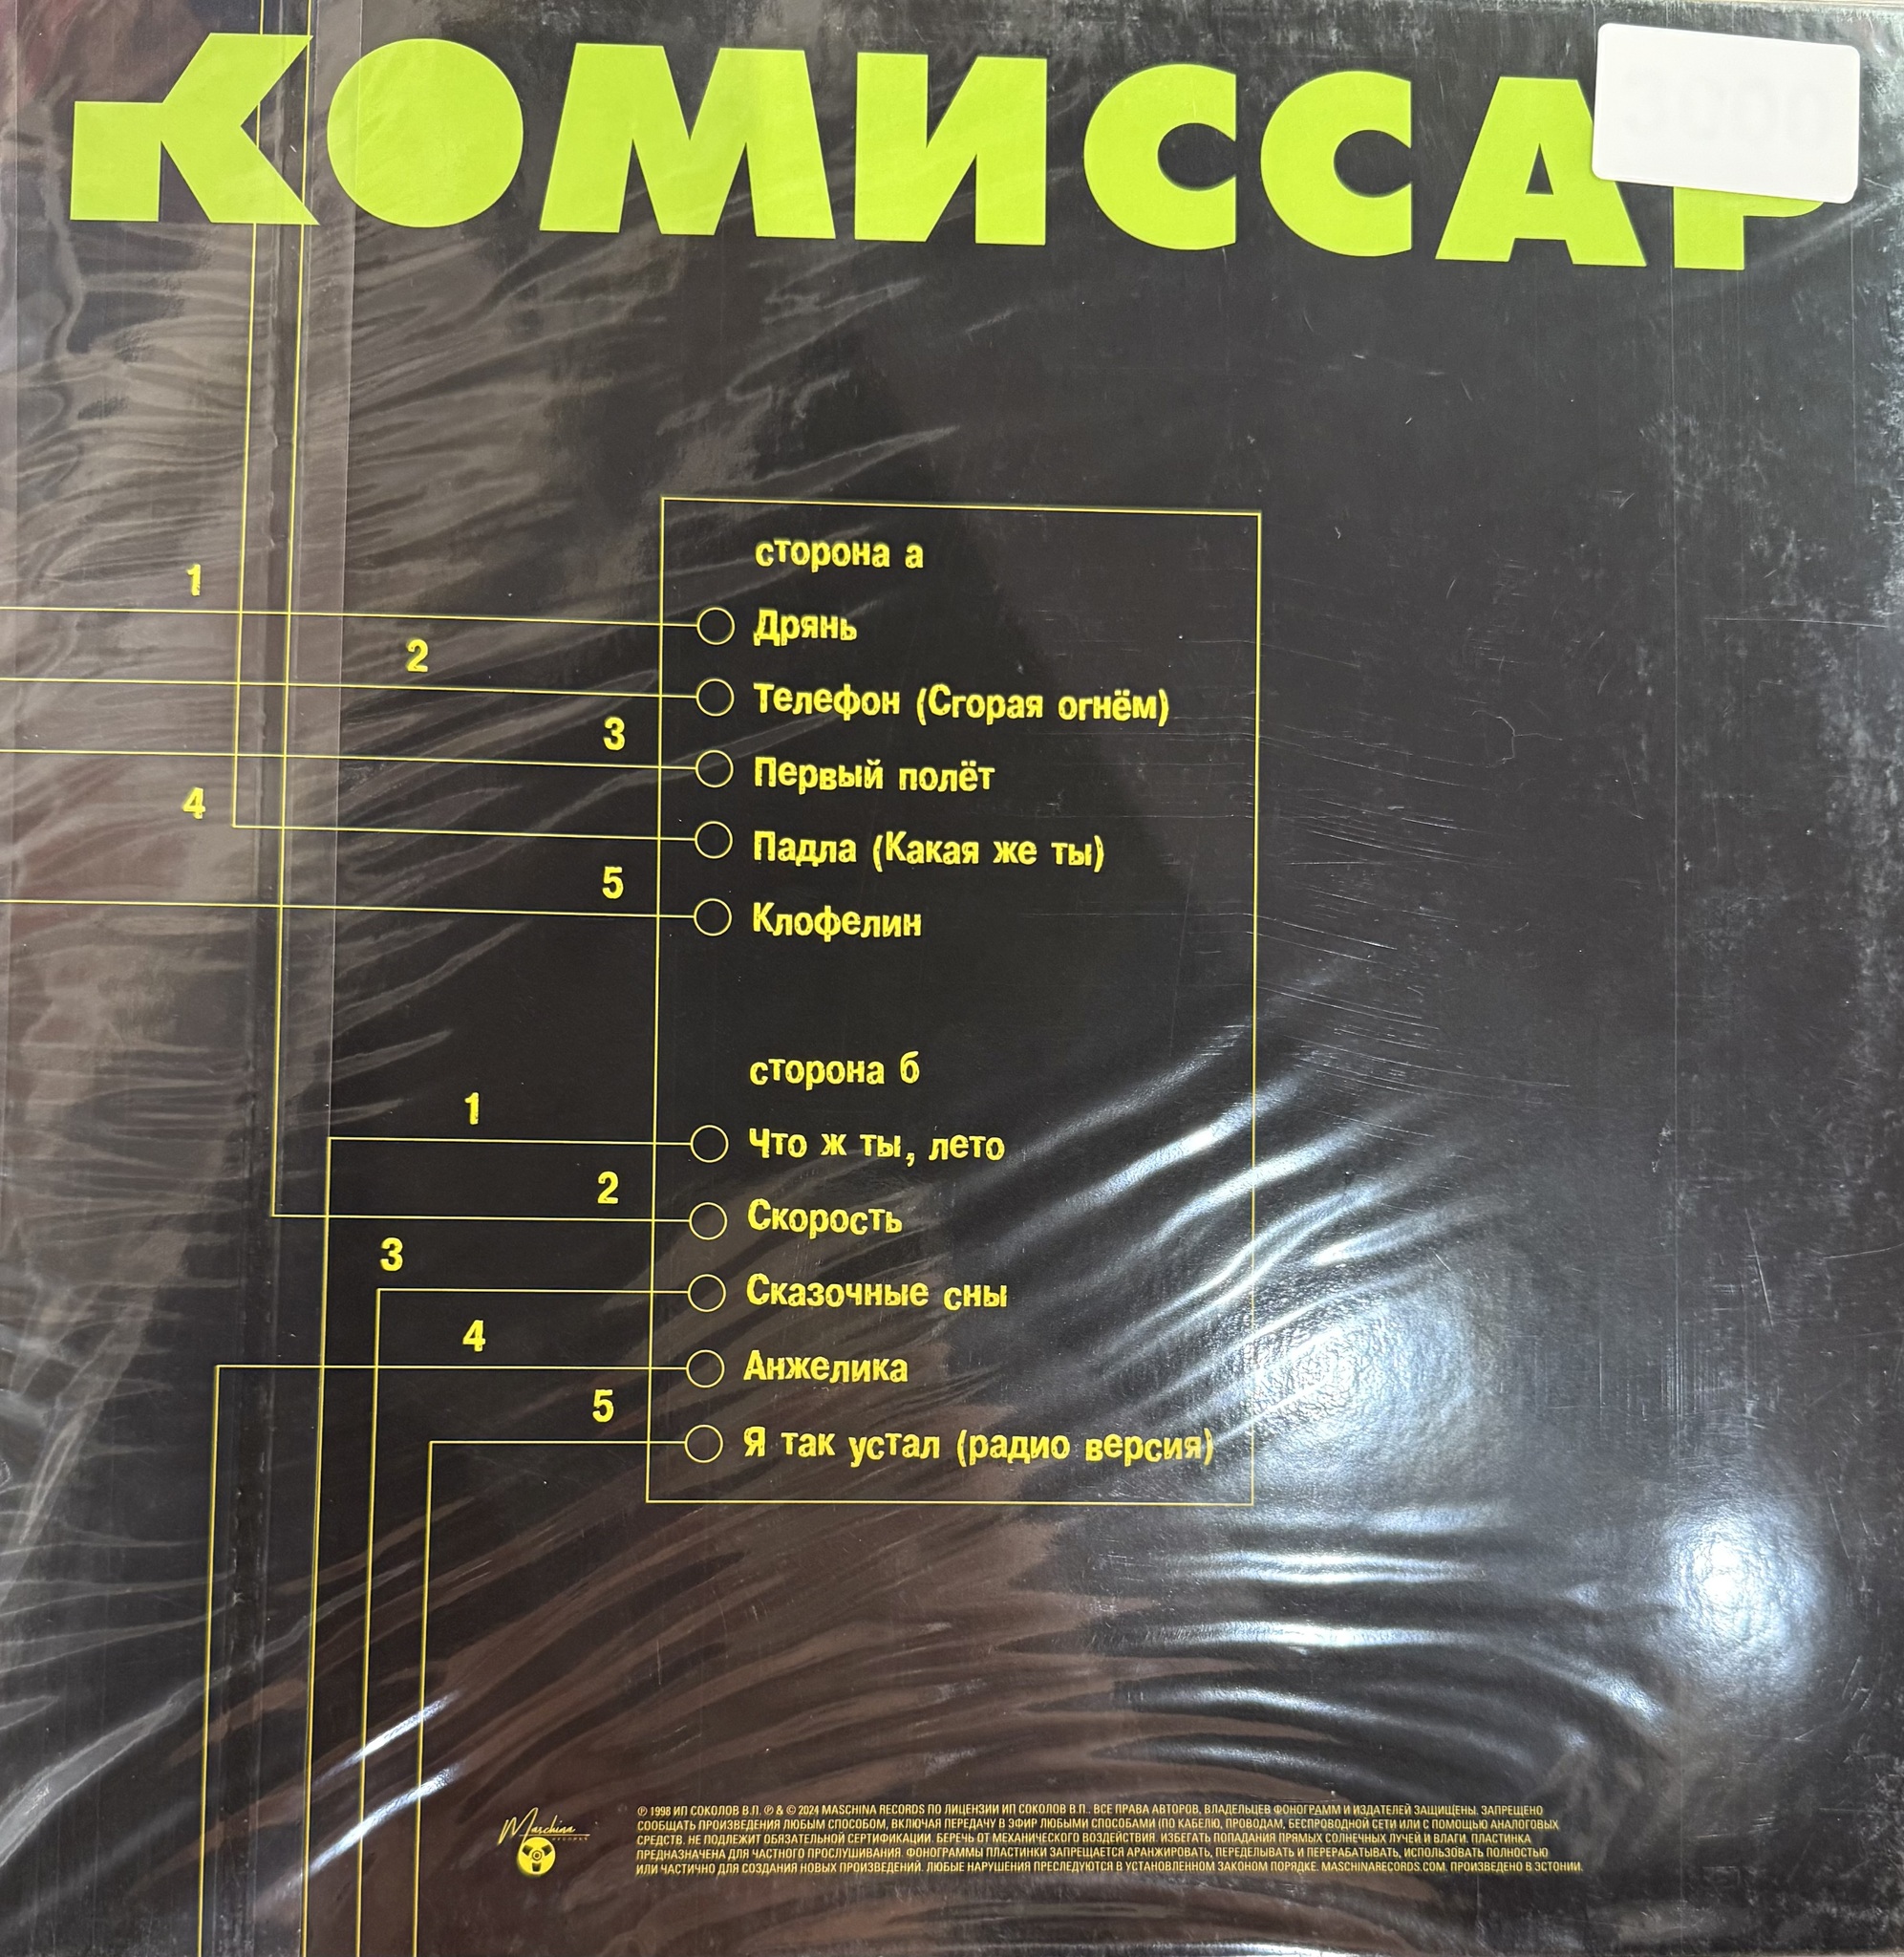 КОМИССАР
сторона а
1 Дрянь
2 Телефон (Сгорая огнём)
3 Первый полёт
4 Падла (Какая же ты)
5 Клофелин
сторона б
1 Что ж ты, лето
2 Скорость
3 Сказочные сны
4 Анжелика
5 Я так устал (радио версия)
Maschina
RECORDS
℗ 1998 ИП СОКОЛОВ В.П. ℗ & © 2024 MASCHINA RECORDS ПО ЛИЦЕНЗИИ ИП СОКОЛОВ В.П.. ВСЕ ПРАВА АВТОРОВ, ВЛАДЕЛЬЦЕВ ФОНОГРАММ И ИЗДАТЕЛЕЙ ЗАЩИЩЕНЫ. ЗАПРЕЩЕНО
СООБЩАТЬ ПРОИЗВЕДЕНИЯ ЛЮБЫМ СПОСОБОМ, ВКЛЮЧАЯ ПЕРЕДАЧУ В ЭФИР ЛЮБЫМИ СПОСОБАМИ (ПО КАБЕЛЮ, ПРОВОДАМ, БЕСПРОВОДНОЙ СЕТИ ИЛИ С ПОМОЩЬЮ АНАЛОГОВЫХ
СРЕДСТВ. НЕ ПОДЛЕЖИТ ОБЯЗАТЕЛЬНОЙ СЕРТИФИКАЦИИ. БЕРЕЧЬ ОТ МЕХАНИЧЕСКОГО ВОЗДЕЙСТВИЯ. ИЗБЕГАТЬ ПОПАДАНИЯ ПРЯМЫХ СОЛНЕЧНЫХ ЛУЧЕЙ И ВЛАГИ. ПЛАСТИНКА
ПРЕДНАЗНАЧЕНА ДЛЯ ЧАСТНОГО ПРОСЛУШИВАНИЯ. ФОНОГРАММЫ ПЛАСТИНКИ ЗАПРЕЩАЕТСЯ АРАНЖИРОВАТЬ, ПЕРЕДЕЛЫВАТЬ И ПЕРЕРАБАТЫВАТЬ, ИСПОЛЬЗОВАТЬ ПОЛНОСТЬЮ
ИЛИ ЧАСТИЧНО ДЛЯ СОЗДАНИЯ НОВЫХ ПРОИЗВЕДЕНИЙ. ЛЮБЫЕ НАРУШЕНИЯ ПРЕСЛЕДУЮТСЯ В УСТАНОВЛЕННОМ ЗАКОНОМ ПОРЯДКЕ. MASCHINARECORDS.COM. ПРОИЗВЕДЕНО В ЭСТОНИИ.